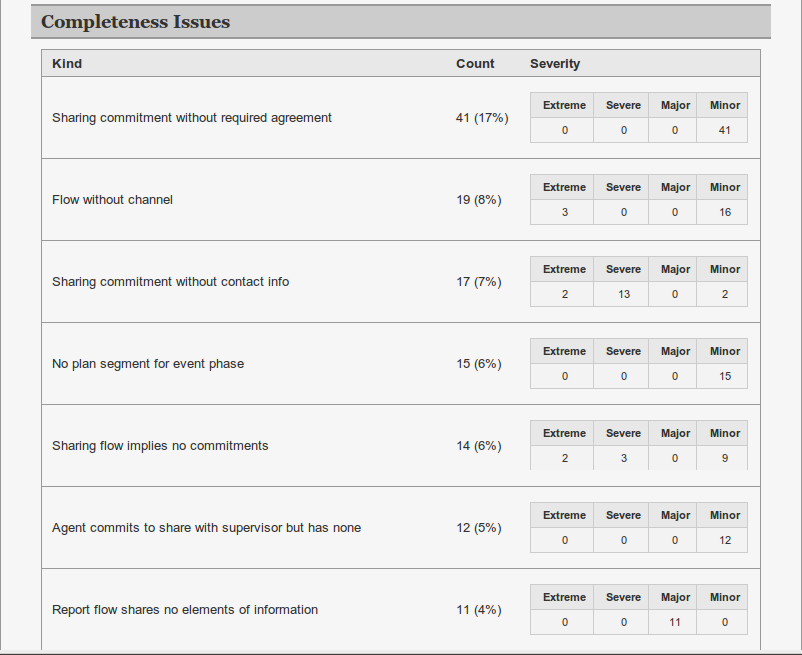 Completeness Issues
Kind Count Severity
Extreme Severe Major Minor
Sharing commitment without required agreement 41 (17%)
0 0 0 41
Extreme Severe Major Minor
Flow without channel 19 (8%)
3 0 0 16
Extreme Severe Major Minor
Sharing commitment without contact info 17 (7%)
2 13 0 2
Extreme Severe Major Minor
No plan segment for event phase 15 (6%)
0 0 0 15
Extreme Severe Major Minor
Sharing flow implies no commitments 14 (6%)
2 3 0 9
Extreme Severe Major Minor
Agent commits to share with supervisor but has none 12 (5%)
0 0 0 12
Extreme Severe Major Minor
Report flow shares no elements of information 11 (4%)
0 0 11 0